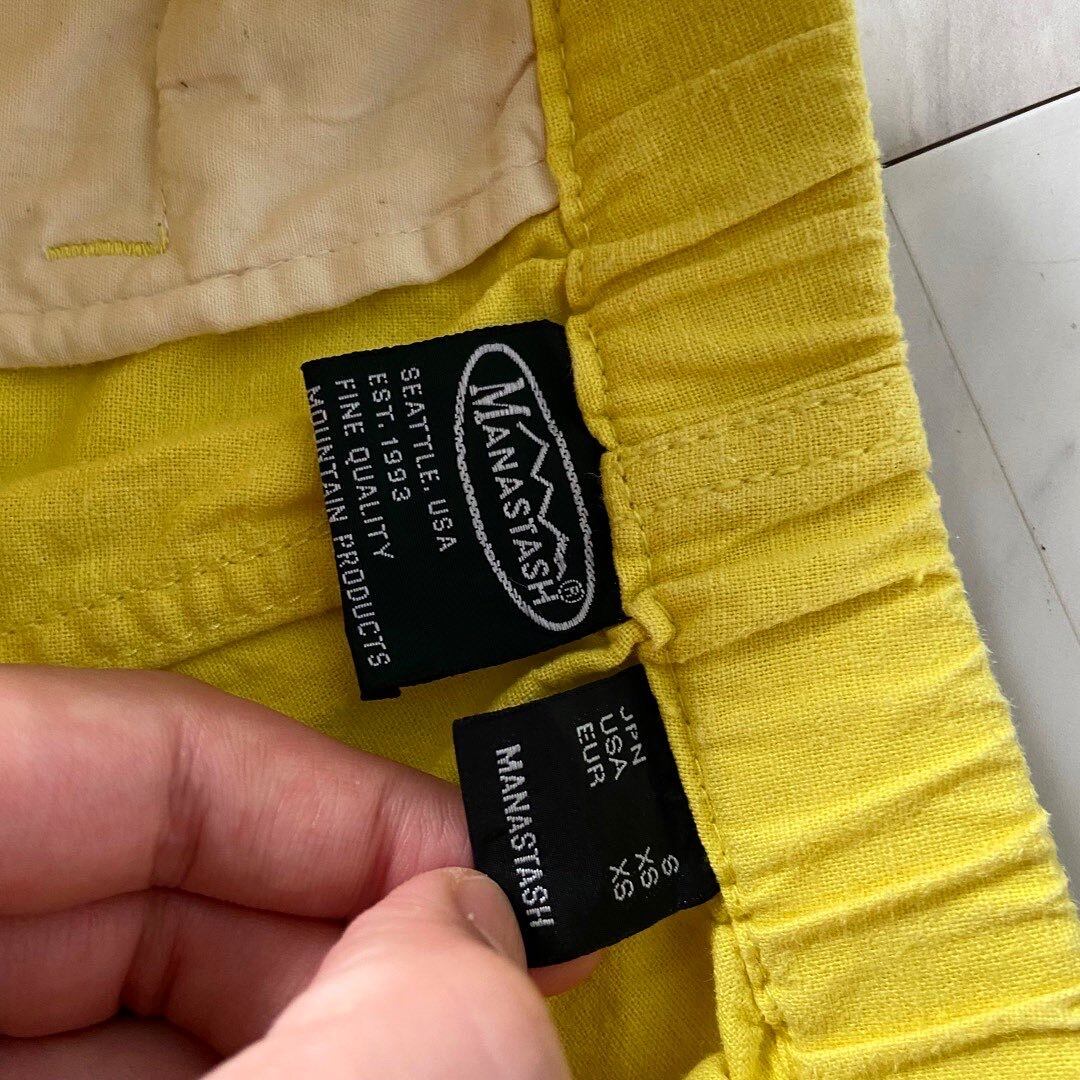 MANASTASH®
SEATTLE, USA
EST. 1993
FINE QUALITY
MOUNTAIN PRODUCTS
JPN S
USA XS
EUR XS
MANASTASH